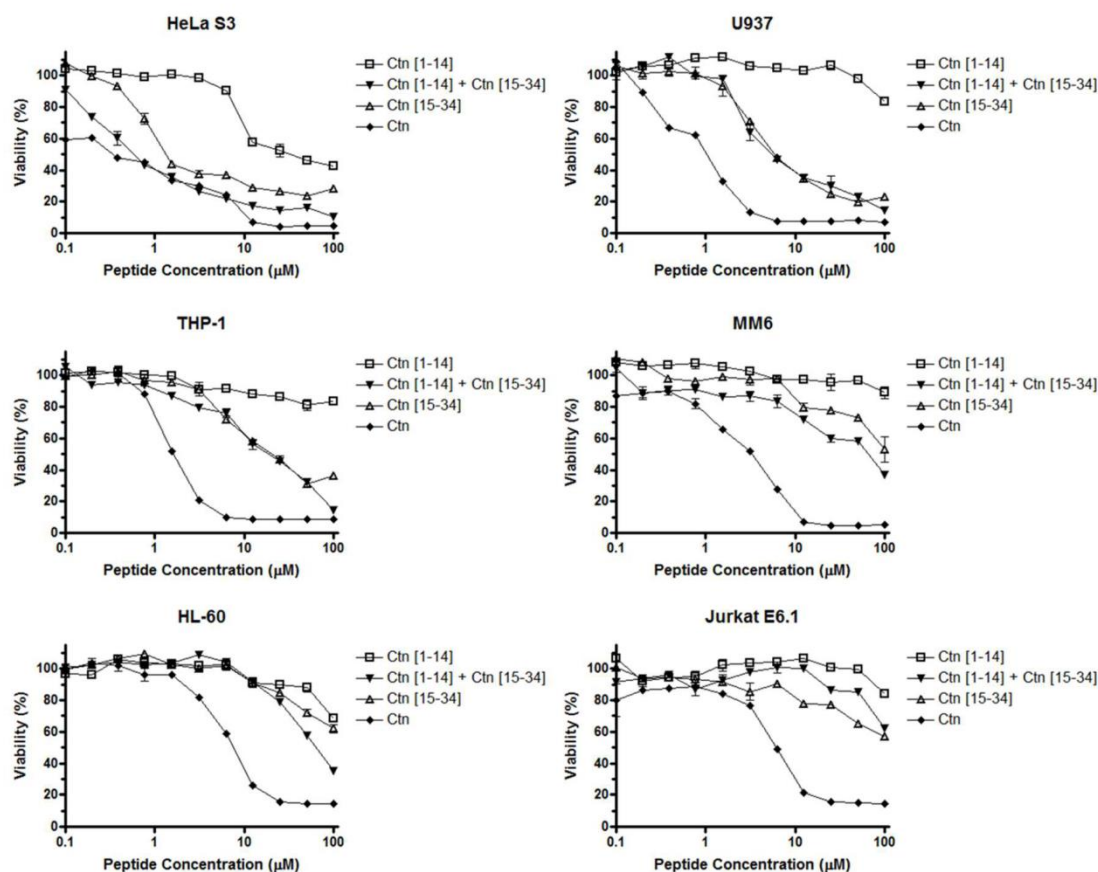 HeLa S3
Viability (%)
100
80
60
40
20
0
0.1
1
10
100
Peptide Concentration (μM)
Ctn [1-14]
Ctn [1-14] + Ctn [15-34]
Ctn [15-34]
Ctn
U937
Viability (%)
100
80
60
40
20
0
0.1
1
10
100
Peptide Concentration (μM)
Ctn [1-14]
Ctn [1-14] + Ctn [15-34]
Ctn [15-34]
Ctn
THP-1
Viability (%)
100
80
60
40
20
0
0.1
1
10
100
Peptide Concentration (μM)
Ctn [1-14]
Ctn [1-14] + Ctn [15-34]
Ctn [15-34]
Ctn
MM6
Viability (%)
100
80
60
40
20
0
0.1
1
10
100
Peptide Concentration (μM)
Ctn [1-14]
Ctn [1-14] + Ctn [15-34]
Ctn [15-34]
Ctn
HL-60
Viability (%)
100
80
60
40
20
0
0.1
1
10
100
Peptide Concentration (μM)
Ctn [1-14]
Ctn [1-14] + Ctn [15-34]
Ctn [15-34]
Ctn
Jurkat E6.1
Viability (%)
100
80
60
40
20
0
0.1
1
10
100
Peptide Concentration (μM)
Ctn [1-14]
Ctn [1-14] + Ctn [15-34]
Ctn [15-34]
Ctn